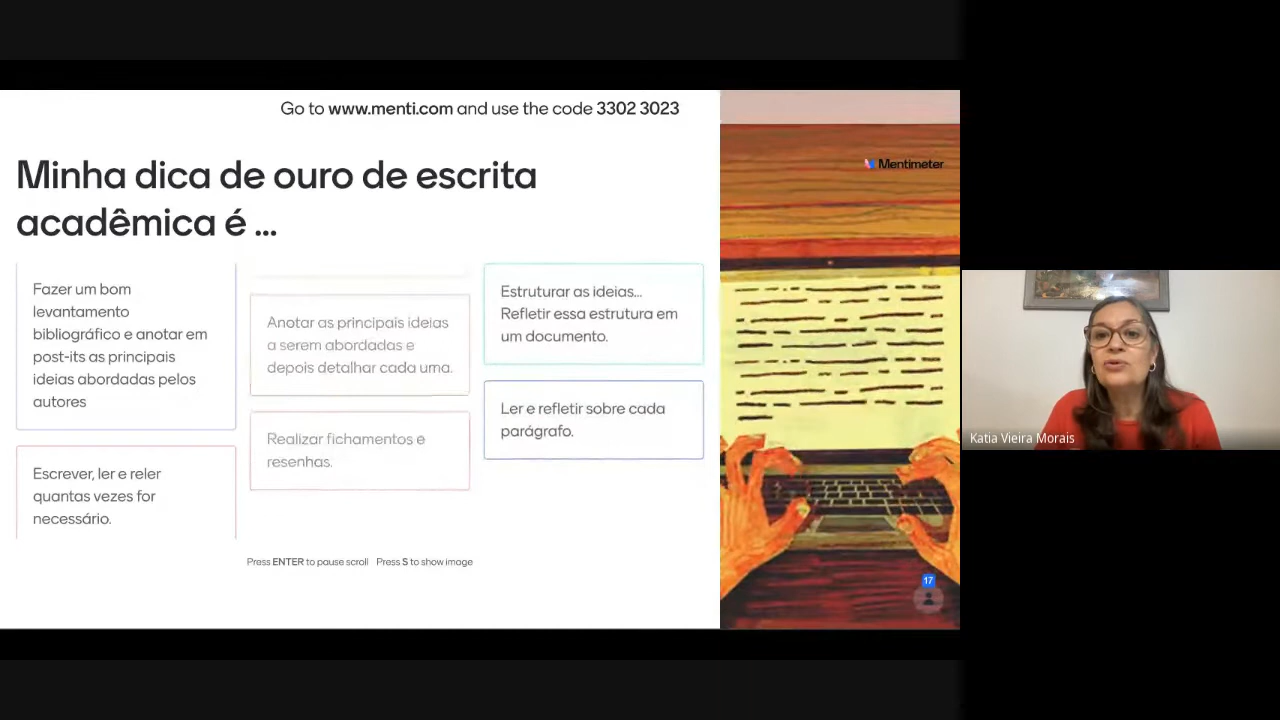 Go to www.menti.com and use the code 3302 3023
Mentimeter
Minha dica de ouro de escrita
acadêmica é ...
Fazer um bom
levantamento
bibliográfico e anotar em
post-its as principais
ideias abordadas pelos
autores
Escrever, ler e reler
quantas vezes for
necessário.
Anotar as principais ideias
a serem abordadas e
depois detalhar cada uma.
Realizar fichamentos e
resenhas.
Estruturar as ideias...
Refletir essa estrutura em
um documento.
Ler e refletir sobre cada
parágrafo.
Press ENTER to pause scroll Press S to show image
17
Katia Vieira Morais